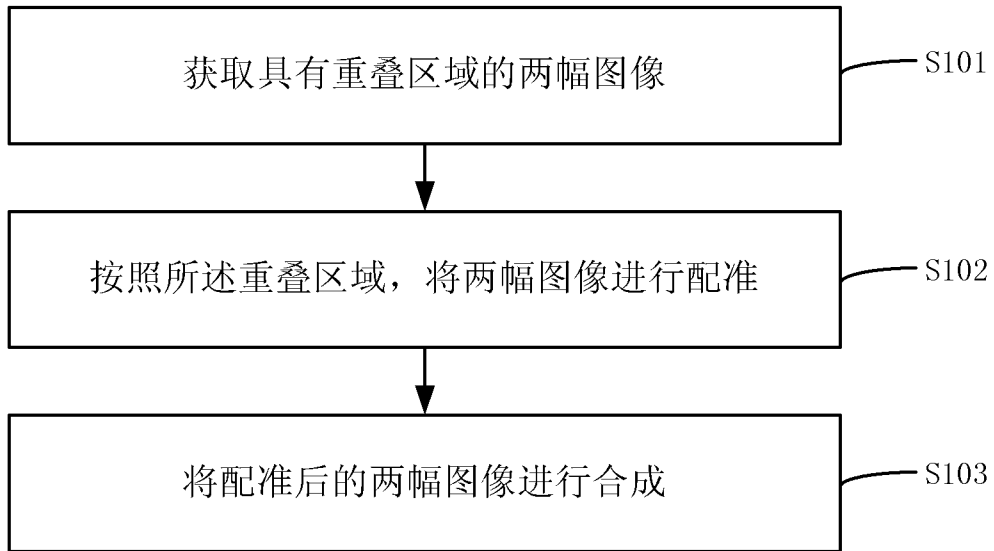 获取具有重叠区域的两幅图像
S101
按照所述重叠区域，将两幅图像进行配准
S102
将配准后的两幅图像进行合成
S103